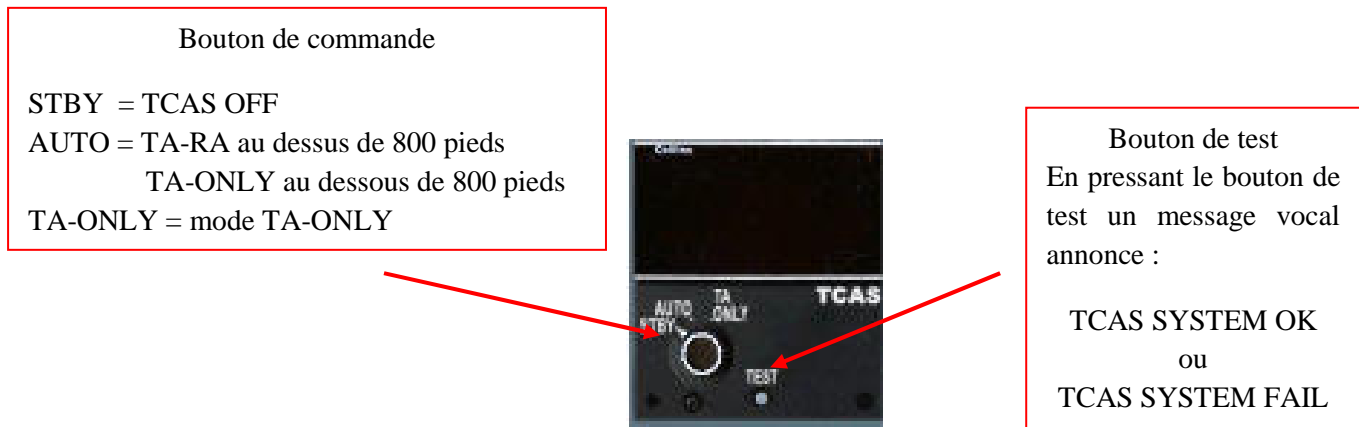 Bouton de commande
STBY = TCAS OFF
AUTO = TA-RA au dessus de 800 pieds
TA-ONLY au dessous de 800 pieds
TA-ONLY = mode TA-ONLY
Bouton de test
En pressant le bouton de
test un message vocal
annonce :
TCAS SYSTEM OK
ou
TCAS SYSTEM FAIL
Collins
TCAS
TA
ONLY
AUTO
STBY
TEST